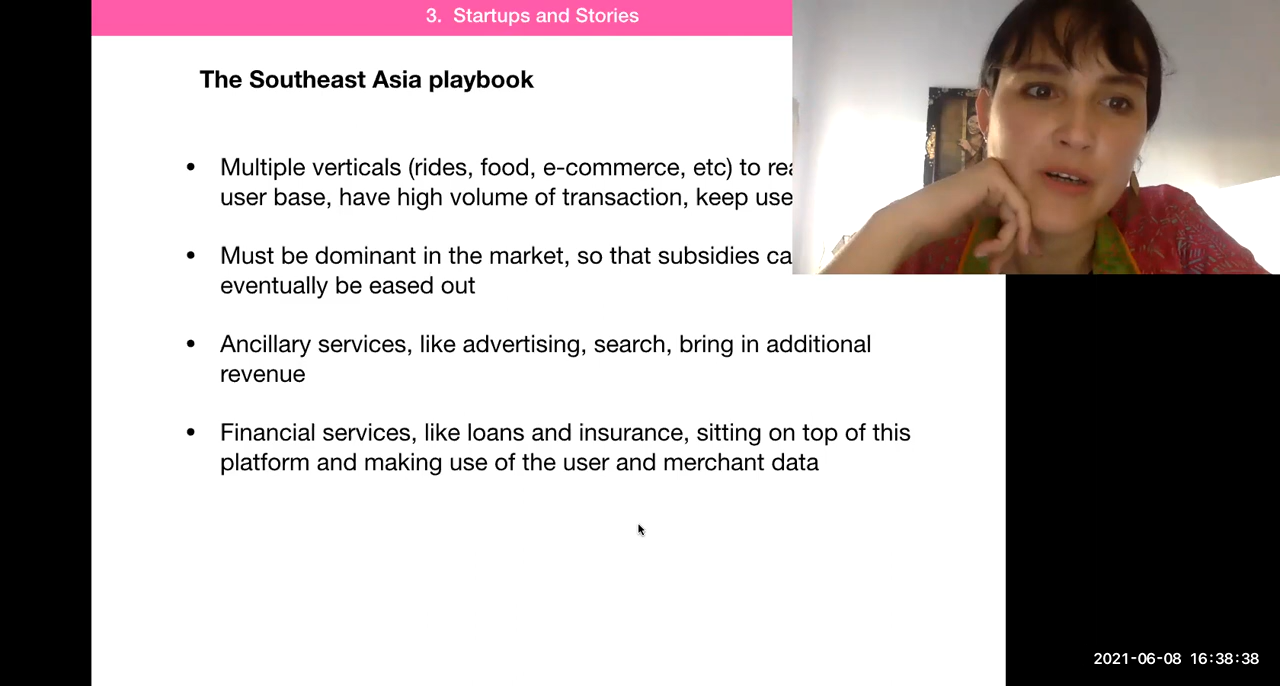 3. Startups and Stories
The Southeast Asia playbook
• Multiple verticals (rides, food, e-commerce, etc) to
user base, have high volume of transaction, keep
• Must be dominant in the market, so that subsidies
eventually be eased out
• Ancillary services, like advertising, search, bring in additional
revenue
• Financial services, like loans and insurance, sitting on top of this
platform and making use of the user and merchant data
2021-06-08 16:38:38